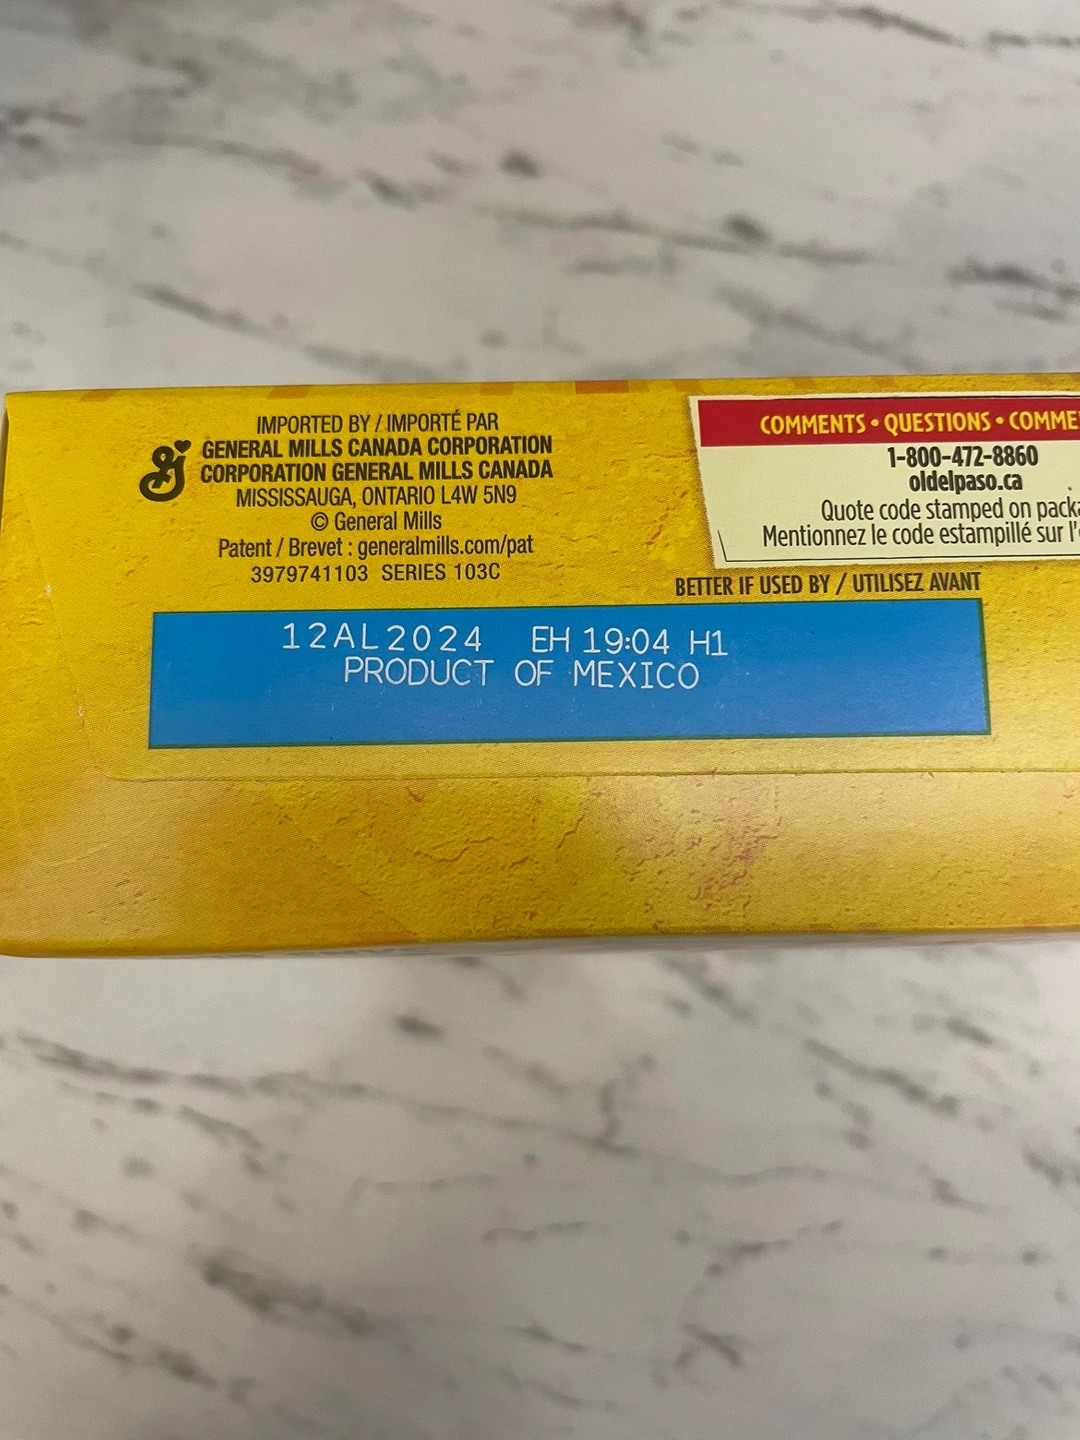 IMPORTED BY / IMPORTÉ PAR
GENERAL MILLS CANADA CORPORATION
CORPORATION GENERAL MILLS CANADA
MISSISSAUGA, ONTARIO L4W 5N9
© General Mills
Patent / Brevet : generalmills.com/pat
3979741103 SERIES 103C
COMMENTS • QUESTIONS •
1-800-472-8860
oldelpaso.ca
Quote code stamped on
Mentionnez le code estampillé sur
BETTER IF USED BY / UTILISEZ AVANT
12AL2024 EH 19:04 H1
PRODUCT OF MEXICO